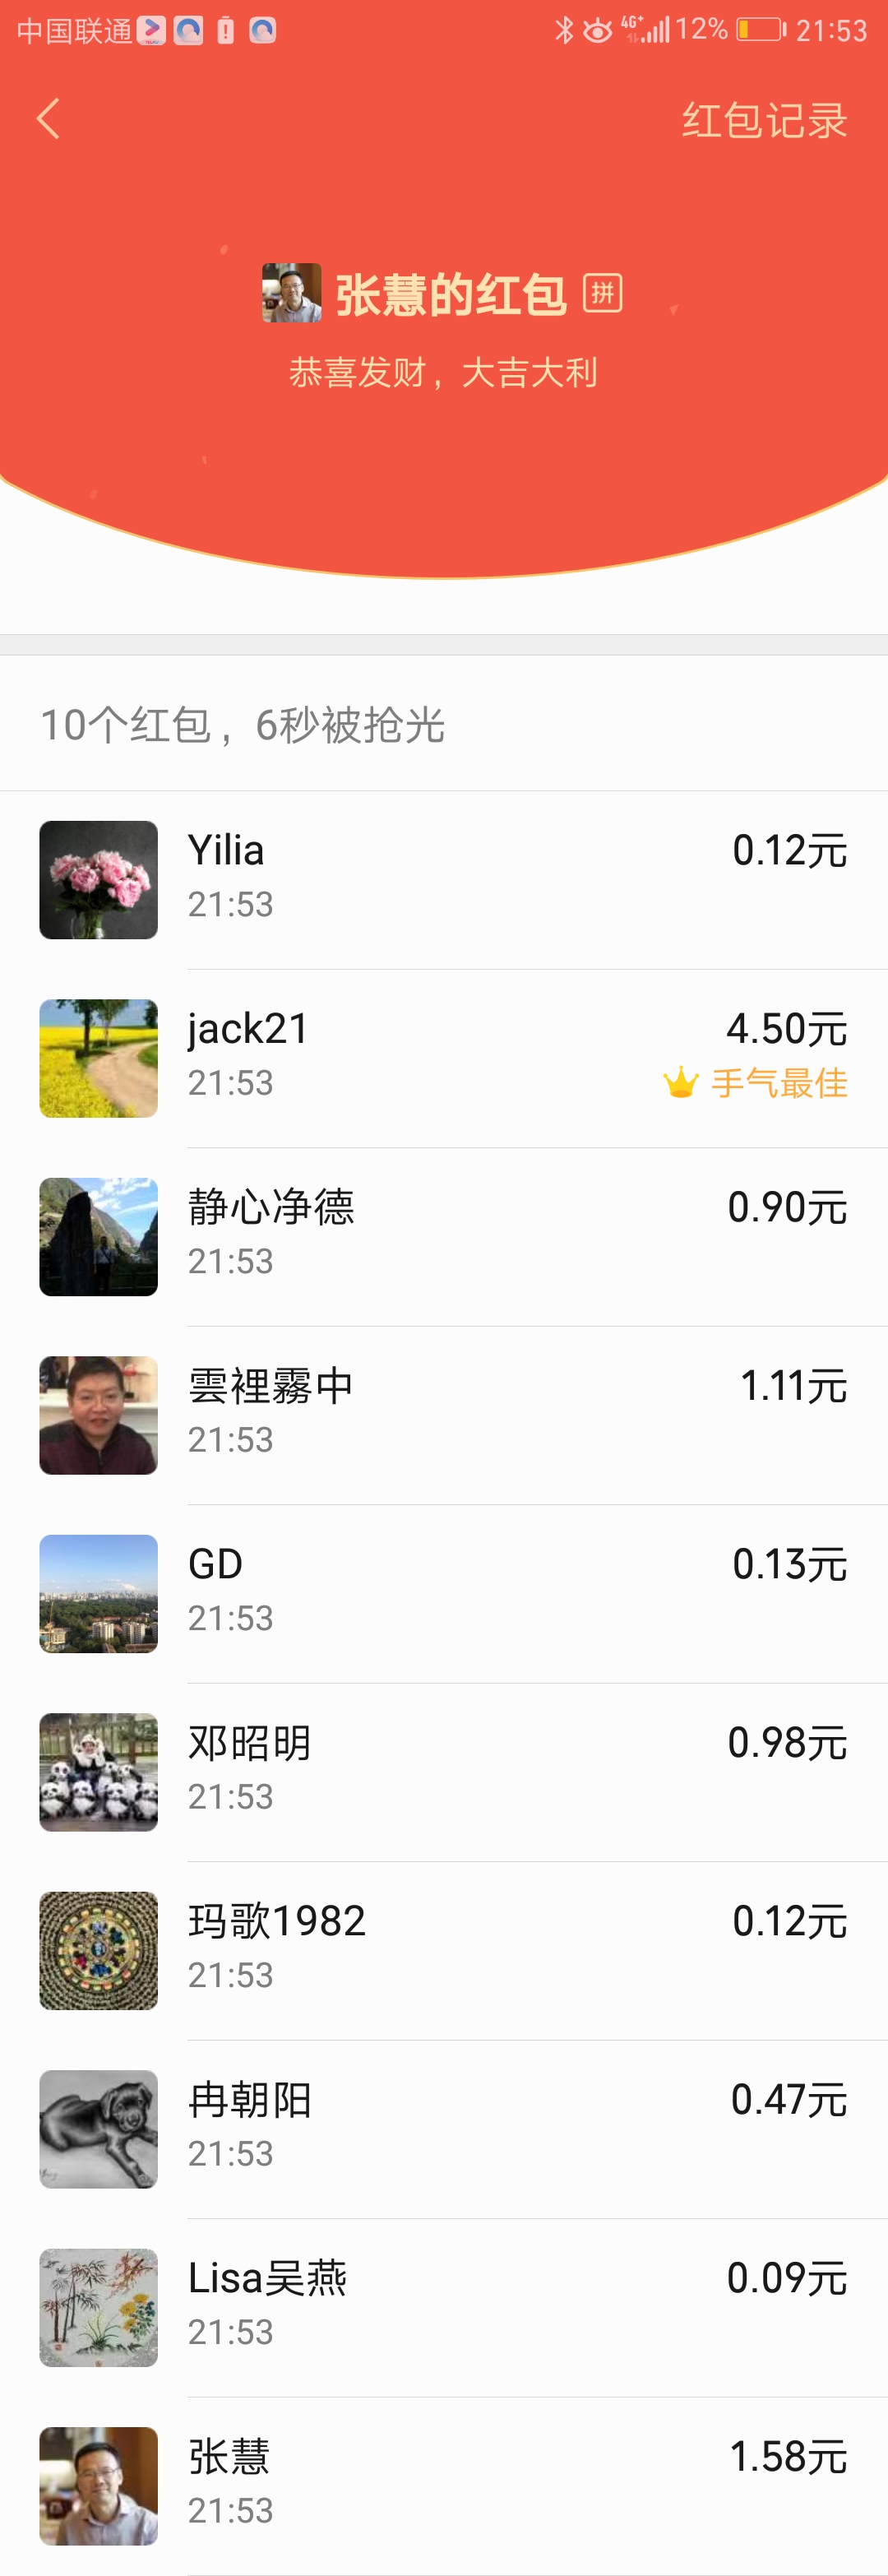 中国联通 4G+ 12% 21:53
红包记录
张慧的红包 拼
恭喜发财，大吉大利
10个红包，6秒被抢光
Yilia 0.12元
21:53
jack21 4.50元
21:53 手气最佳
静心净德 0.90元
21:53
雲裡霧中 1.11元
21:53
GD 0.13元
21:53
邓昭明 0.98元
21:53
玛歌1982 0.12元
21:53
冉朝阳 0.47元
21:53
Lisa吴燕 0.09元
21:53
张慧 1.58元
21:53